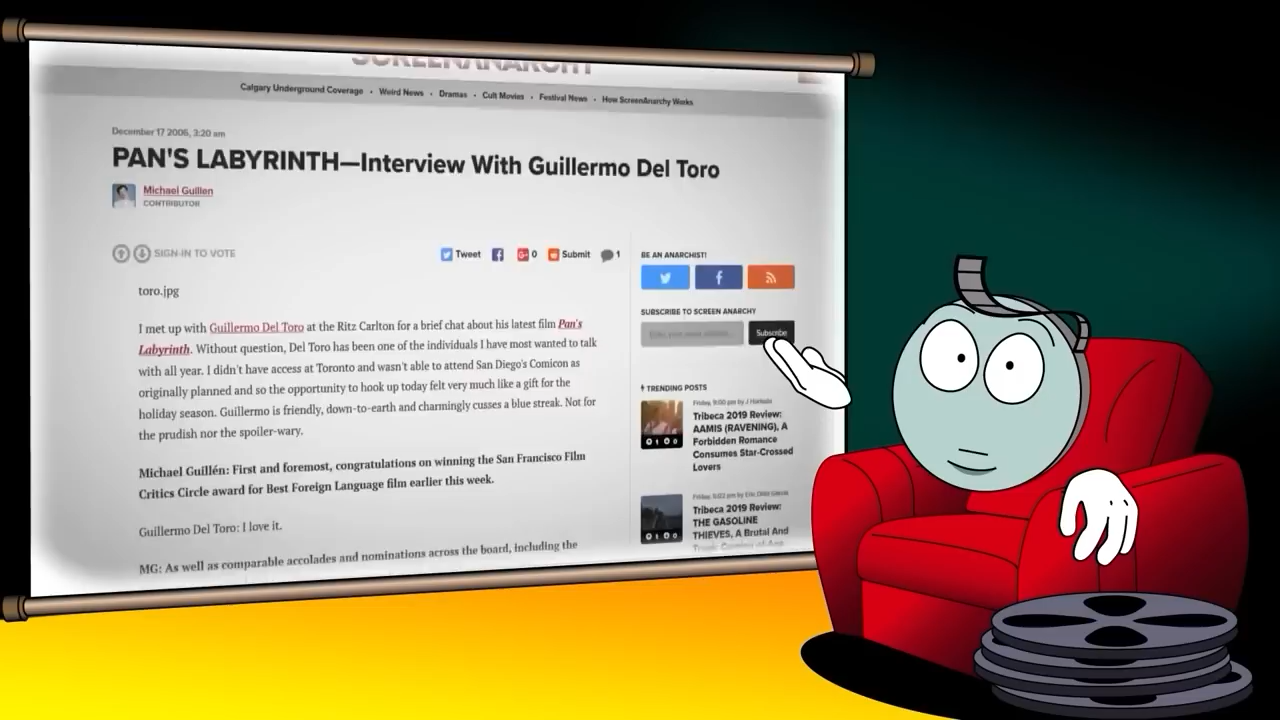 SCREENANARCHY
Calgary Underground Coverage • Weird News • Dramas • Cult Movies • Festival News • How ScreenAnarchy Works
December 17 2006, 3:20 am
PAN'S LABYRINTH—Interview With Guillermo Del Toro
Michael Guillen
CONTRIBUTOR
SIGN-IN TO VOTE
Tweet
G+ 0
Submit
1
toro.jpg
I met up with Guillermo Del Toro at the Ritz Carlton for a brief chat about his latest film Pan's
Labyrinth. Without question, Del Toro has been one of the individuals I have most wanted to talk
with all year. I didn't have access at Toronto and wasn't able to attend San Diego's Comicon as
originally planned and so the opportunity to hook up today felt very much like a gift for the
holiday season. Guillermo is friendly, down-to-earth and charmingly cusses a blue streak. Not for
the prudish nor the spoiler-wary.
Michael Guillén: First and foremost, congratulations on winning the San Francisco Film
Critics Circle award for Best Foreign Language film earlier this week.
Guillermo Del Toro: I love it.
MG: As well as comparable accolades and nominations across the board, including the
BE AN ANARCHIST!
SUBSCRIBE TO SCREEN ANARCHY
Subscribe
TRENDING POSTS
Tribeca 2019 Review:
AAMIS (RAVENING), A
Forbidden Romance
Consumes Star-Crossed
Lovers
Tribeca 2019 Review:
THE GASOLINE
THIEVES, A Brutal And